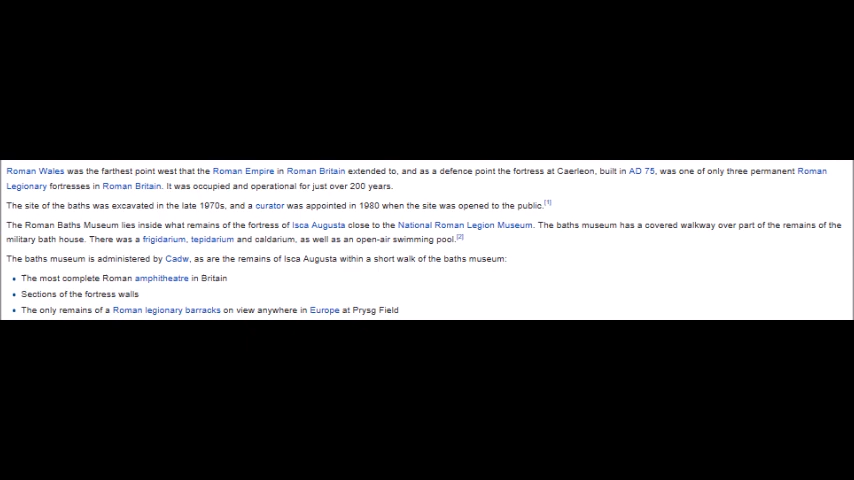 Roman Wales was the farthest point west that the Roman Empire in Roman Britain extended to, and as a defence point the fortress at Caerleon, built in AD 75, was one of only three permanent Roman
Legionary fortresses in Roman Britain. It was occupied and operational for just over 200 years.
The site of the baths was excavated in the late 1970s, and a curator was appointed in 1980 when the site was opened to the public.[1]
The Roman Baths Museum lies inside what remains of the fortress of Isca Augusta close to the National Roman Legion Museum. The baths museum has a covered walkway over part of the remains of the
military bath house. There was a frigidarium, tepidarium and caldarium, as well as an open-air swimming pool.[2]
The baths museum is administered by Cadw, as are the remains of Isca Augusta within a short walk of the baths museum:
• The most complete Roman amphitheatre in Britain
• Sections of the fortress walls
• The only remains of a Roman legionary barracks on view anywhere in Europe at Prysg Field